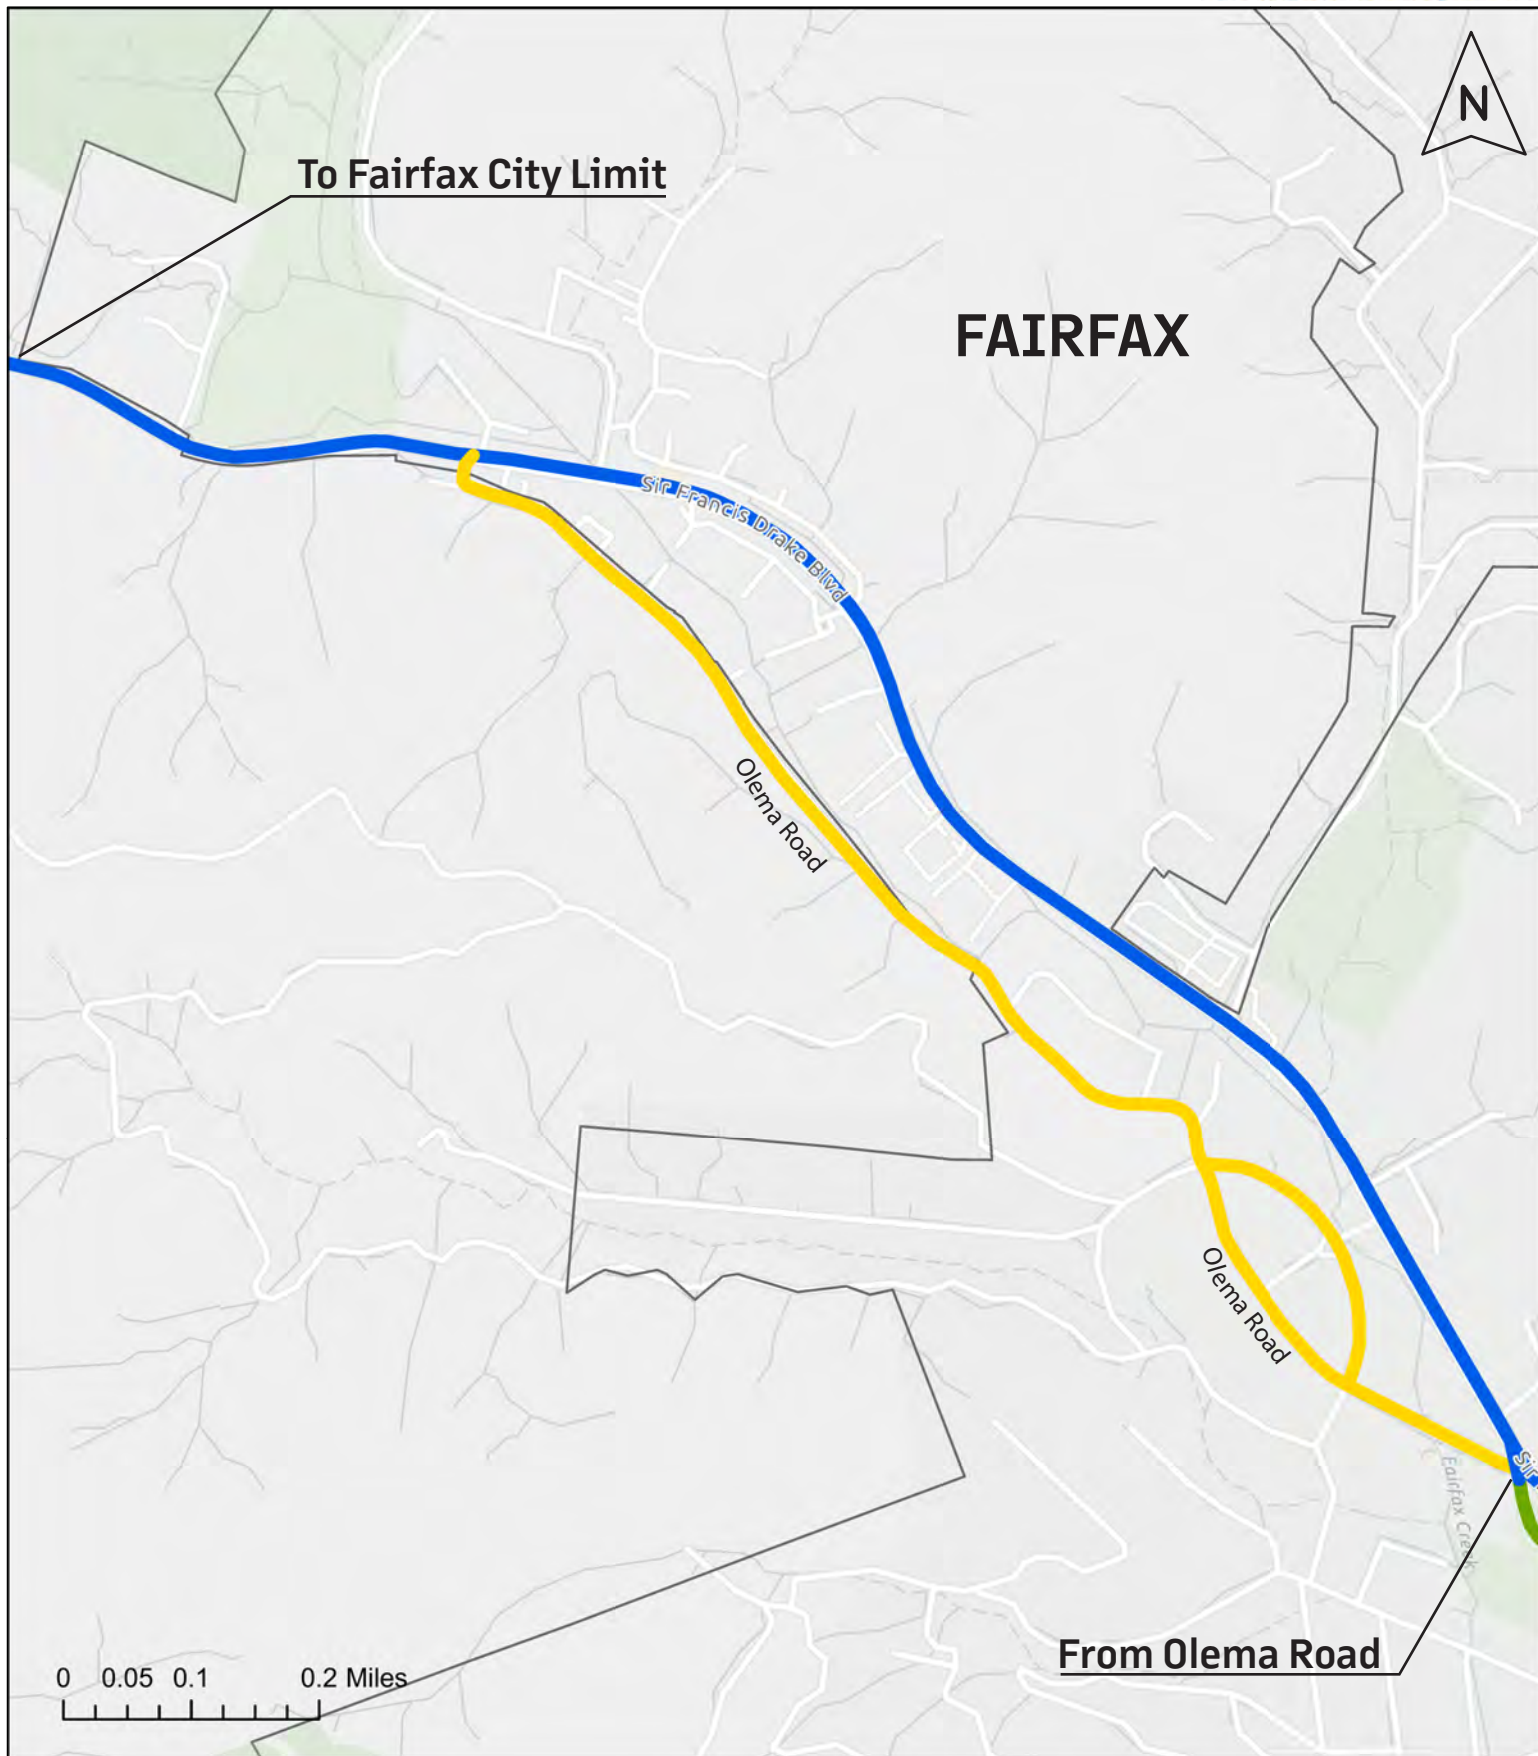 N
To Fairfax City Limit
FAIRFAX
Sir Francis Drake Blvd
Olema Road
Olema Road
Sir
Fairfax Creek
From Olema Road
0 0.05 0.1 0.2 Miles